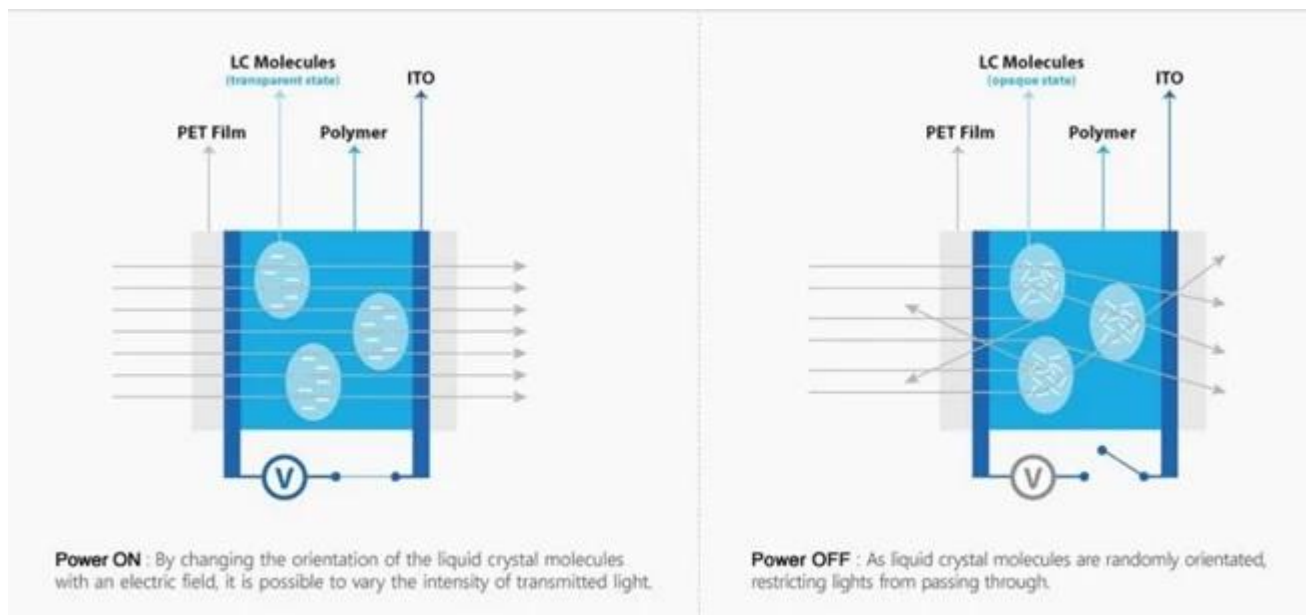 LC Molecules
(transparent state)
ITO
PET Film
Polymer
V
Power ON : By changing the orientation of the liquid crystal molecules
with an electric field, it is possible to vary the intensity of transmitted light.
LC Molecules
(opaque state)
ITO
PET Film
Polymer
V
Power OFF : As liquid crystal molecules are randomly orientated,
restricting lights from passing through.